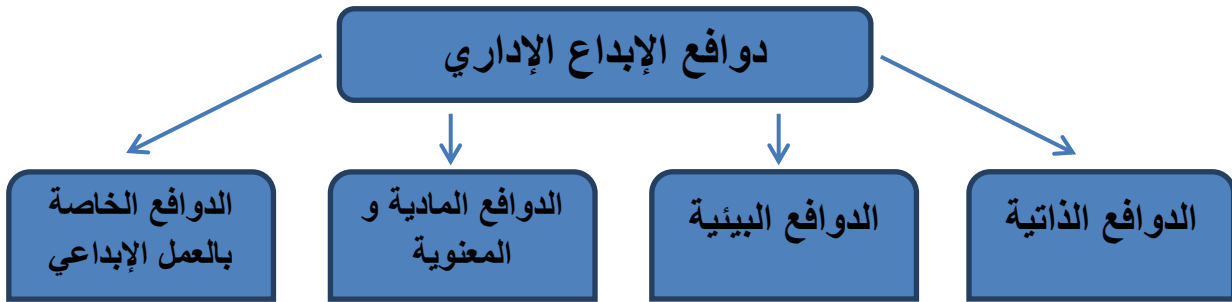 دوافع الإبداع الإداري
الدوافع الذاتية
الدوافع البيئية
الدوافع المادية و
المعنوية
الدوافع الخاصة
بالعمل الإبداعي